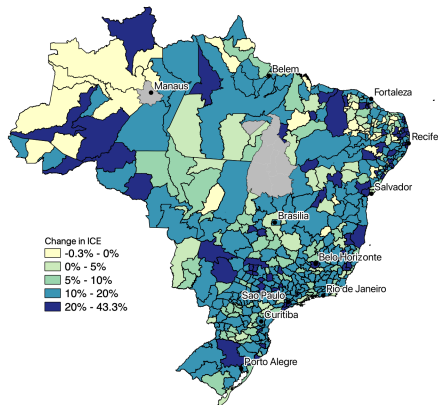 Belem
Manaus
Fortaleza
Recife
Salvador
Brasilia
Change in ICE
-0.3% - 0%
0% - 5%
5% - 10%
10% - 20%
20% - 43.3%
Belo Horizonte
Sao Paulo
Rio de Janeiro
Curitiba
Porto Alegre